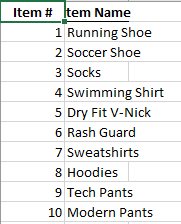 Item # tem Name
1 Running Shoe
2 Soccer Shoe
3 Socks
4 Swimming Shirt
5 Dry Fit V-Nick
6 Rash Guard
7 Sweatshirts
8 Hoodies
9 Tech Pants
10 Modern Pants